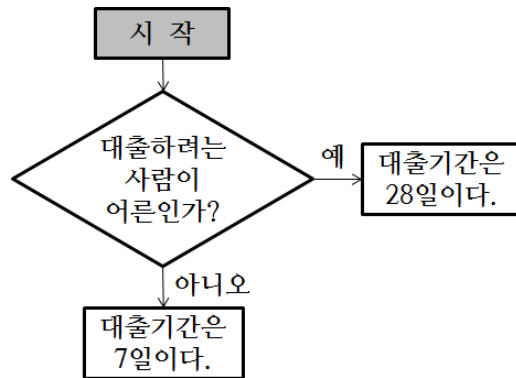 시 작
대출하려는
사람이
어른인가?
예
대출기간은
28일이다.
아니오
대출기간은
7일이다.